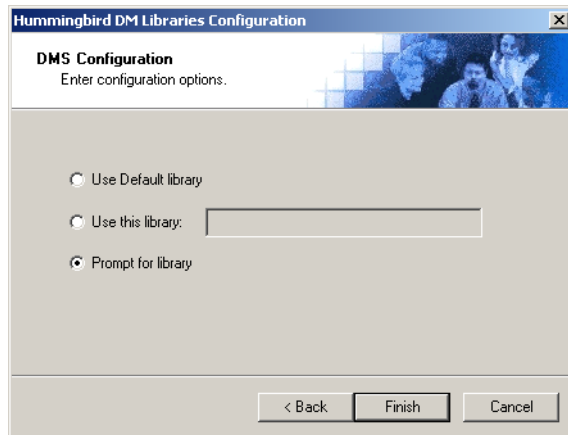 Hummingbird DM Libraries Configuration
DMS Configuration
Enter configuration options.
Use Default library
Use this library:
Prompt for library
< Back Finish Cancel